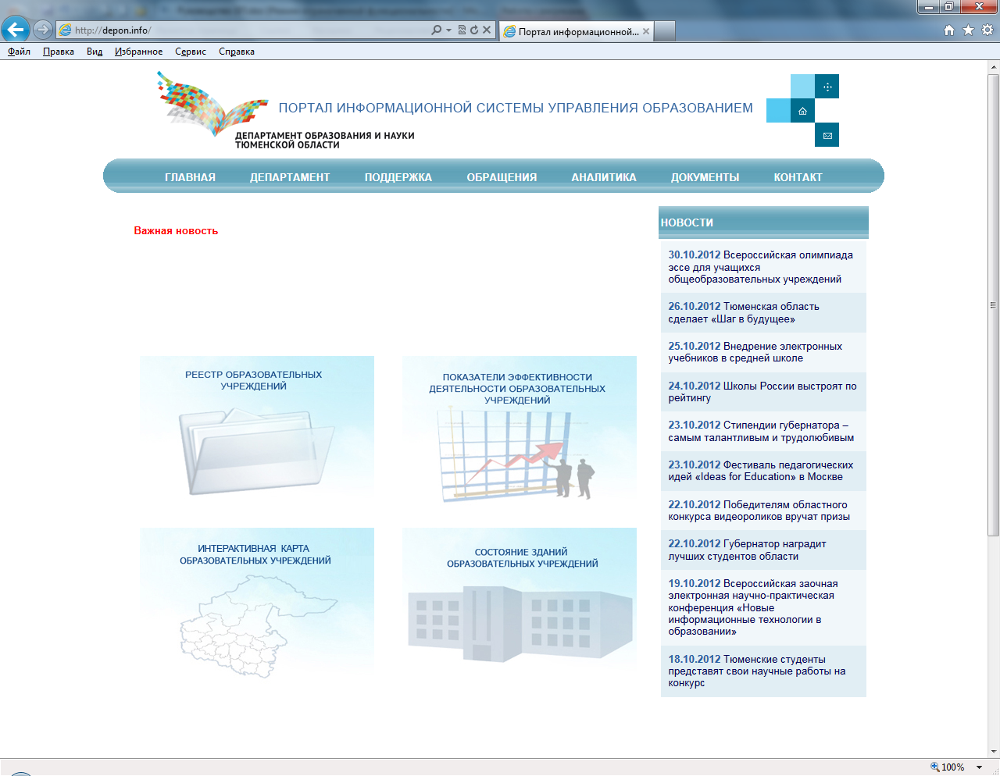 http://depon.info/
Портал информационной...
Файл Правка Вид Избранное Сервис Справка
ПОРТАЛ ИНФОРМАЦИОННОЙ СИСТЕМЫ УПРАВЛЕНИЯ ОБРАЗОВАНИЕМ
ДЕПАРТАМЕНТ ОБРАЗОВАНИЯ И НАУКИ
ТЮМЕНСКОЙ ОБЛАСТИ
ГЛАВНАЯ ДЕПАРТАМЕНТ ПОДДЕРЖКА ОБРАЩЕНИЯ АНАЛИТИКА ДОКУМЕНТЫ КОНТАКТ
Важная новость
РЕЕСТР ОБРАЗОВАТЕЛЬНЫХ
УЧРЕЖДЕНИЙ
ПОКАЗАТЕЛИ ЭФФЕКТИВНОСТИ
ДЕЯТЕЛЬНОСТИ ОБРАЗОВАТЕЛЬНЫХ
УЧРЕЖДЕНИЙ
ИНТЕРАКТИВНАЯ КАРТА
ОБРАЗОВАТЕЛЬНЫХ УЧРЕЖДЕНИЙ
СОСТОЯНИЕ ЗДАНИЙ
ОБРАЗОВАТЕЛЬНЫХ УЧРЕЖДЕНИЙ
НОВОСТИ
30.10.2012 Всероссийская олимпиада
эссе для учащихся
общеобразовательных учреждений
26.10.2012 Тюменская область
сделает «Шаг в будущее»
25.10.2012 Внедрение электронных
учебников в средней школе
24.10.2012 Школы России выстроят по
рейтингу
23.10.2012 Стипендии губернатора –
самым талантливым и трудолюбивым
23.10.2012 Фестиваль педагогических
идей «Ideas for Education» в Москве
22.10.2012 Победителям областного
конкурса видеороликов вручат призы
22.10.2012 Губернатор наградит
лучших студентов области
19.10.2012 Всероссийская заочная
электронная научно-практическая
конференция «Новые
информационные технологии в
образовании»
18.10.2012 Тюменские студенты
представят свои научные работы на
конкурс
100%